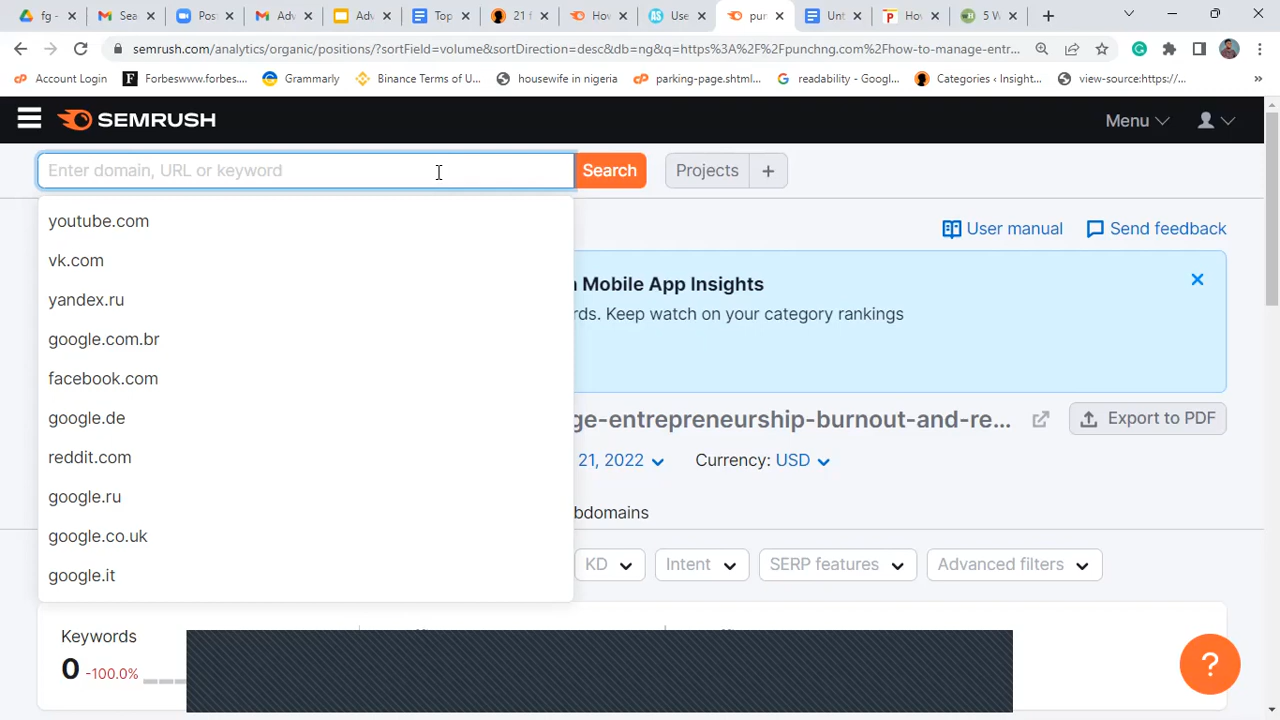 fg -
Sea
Pos
Adv
Adv
Top
21 f
How
Use
pur
Unt
How
5 W
semrush.com/analytics/organic/positions/?sortField=volume&sortDirection=desc&db=ng&q=https%3A%2F%2Fpunchng.com%2Fhow-to-manage-entr...
Account Login
Forbeswww.forbes....
Grammarly
Binance Terms of U...
housewife in nigeria
parking-page.shtml...
readability - Googl...
Categories ‹ Insight...
view-source:https://...
»
SEMRUSH
Menu
Enter domain, URL or keyword
Search
Projects
+
youtube.com
vk.com
yandex.ru
google.com.br
facebook.com
google.de
reddit.com
google.ru
google.co.uk
google.it
User manual
Send feedback
Mobile App Insights
rds. Keep watch on your category rankings
ge-entrepreneurship-burnout-and-re...
Export to PDF
21, 2022
Currency: USD
bdomains
KD
Intent
SERP features
Advanced filters
Keywords
0 -100.0%
?